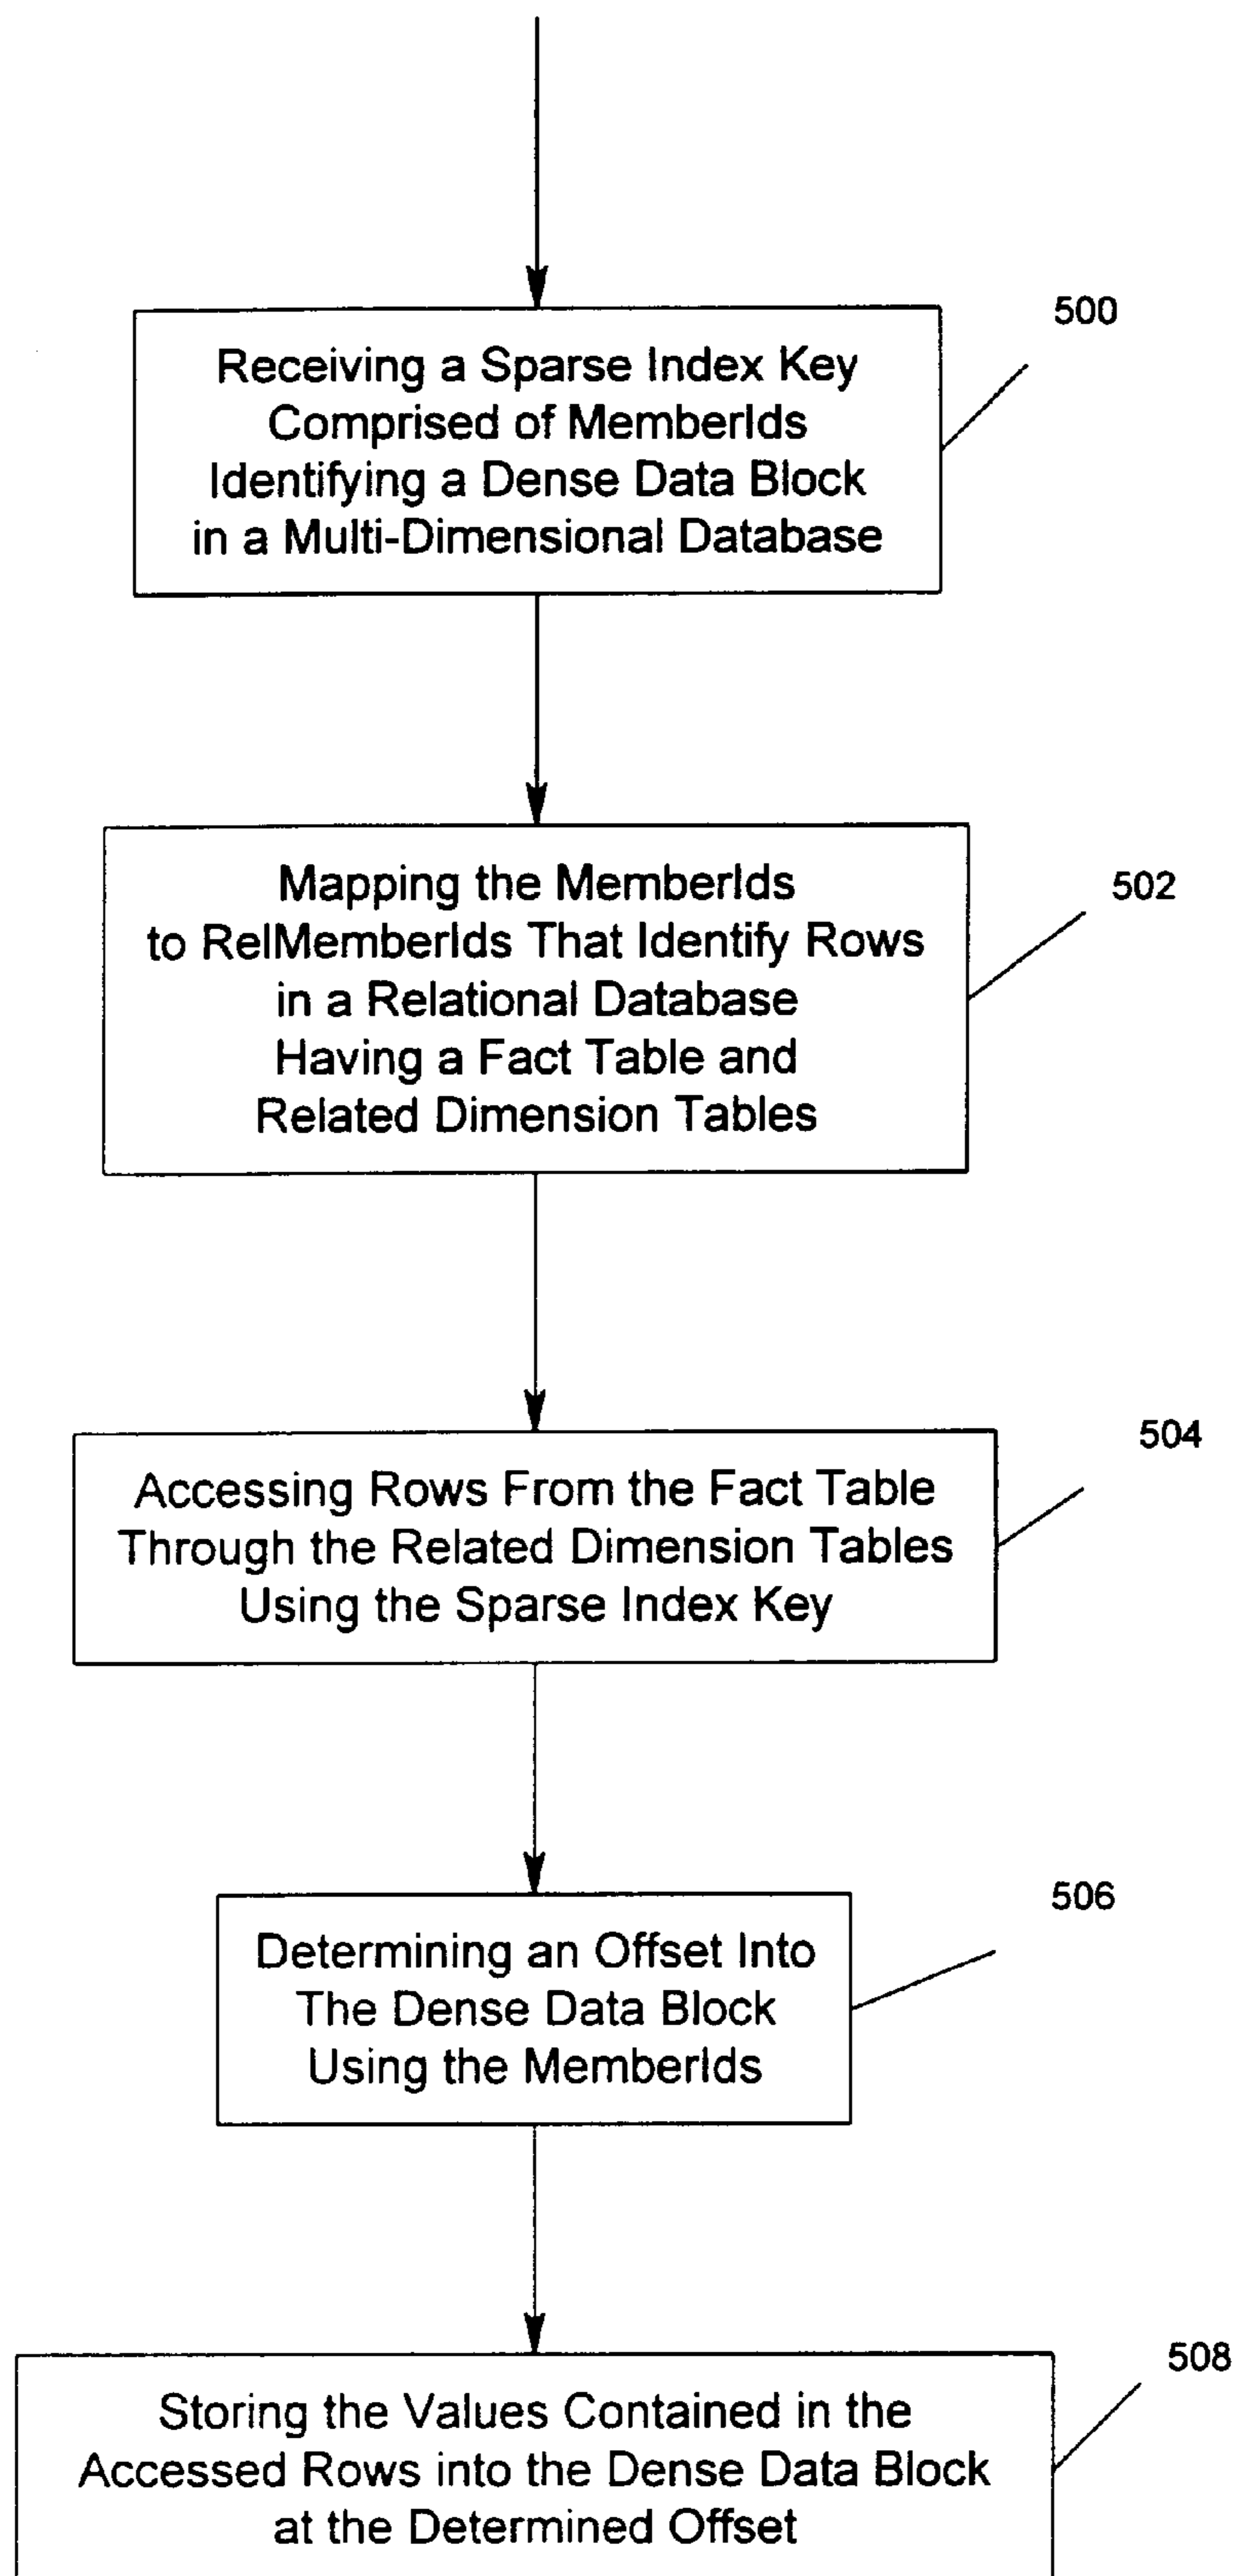 500
Receiving a Sparse Index Key
Comprised of MemberIds
Identifying a Dense Data Block
in a Multi-Dimensional Database
502
Mapping the MemberIds
to RelMemberIds That Identify Rows
in a Relational Database
Having a Fact Table and
Related Dimension Tables
504
Accessing Rows From the Fact Table
Through the Related Dimension Tables
Using the Sparse Index Key
506
Determining an Offset Into
The Dense Data Block
Using the MemberIds
508
Storing the Values Contained in the
Accessed Rows into the Dense Data Block
at the Determined Offset